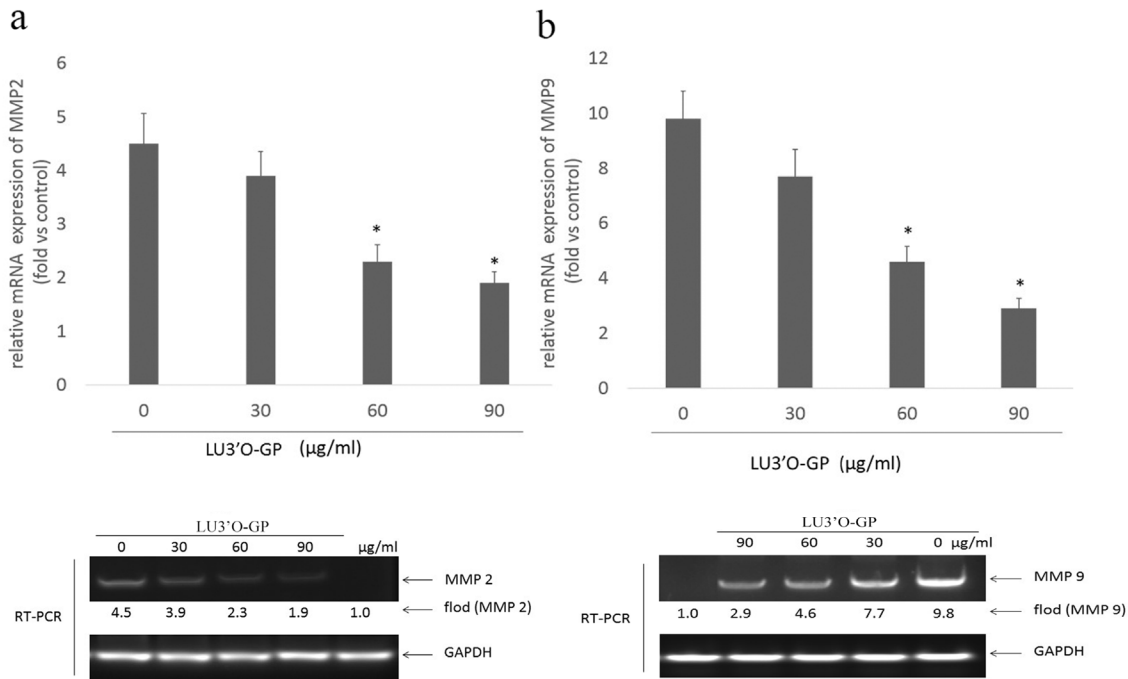 a
relative mRNA expression of MMP2
(fold vs control)
6
5
4
3
2
1
0
*
*
0 30 60 90
LU3'O-GP (µg/ml)
b
relative mRNA expression of MMP9
(fold vs control)
12
10
8
6
4
2
0
*
*
0 30 60 90
LU3'O-GP (µg/ml)
LU3'O-GP
0 30 60 90 µg/ml
MMP 2
4.5 3.9 2.3 1.9 1.0 flod (MMP 2)
RT-PCR
GAPDH
LU3'O-GP
90 60 30 0 µg/ml
MMP 9
1.0 2.9 4.6 7.7 9.8 flod (MMP 9)
RT-PCR
GAPDH